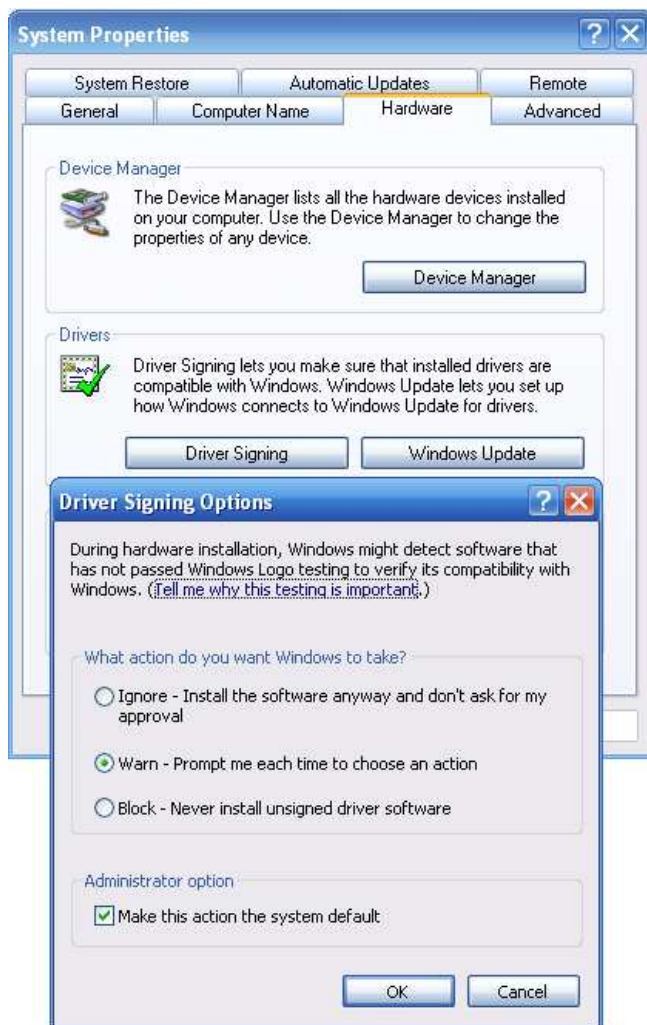 System Properties
System Restore Automatic Updates Remote
General Computer Name Hardware Advanced
Device Manager
The Device Manager lists all the hardware devices installed
on your computer. Use the Device Manager to change the
properties of any device.
Device Manager
Drivers
Driver Signing lets you make sure that installed drivers are
compatible with Windows. Windows Update lets you set up
how Windows connects to Windows Update for drivers.
Driver Signing Windows Update
Driver Signing Options
During hardware installation, Windows might detect software that
has not passed Windows Logo testing to verify its compatibility with
Windows. (Tell me why this testing is important.)
What action do you want Windows to take?
Ignore - Install the software anyway and don't ask for my
approval
Warn - Prompt me each time to choose an action
Block - Never install unsigned driver software
Administrator option
Make this action the system default
OK Cancel